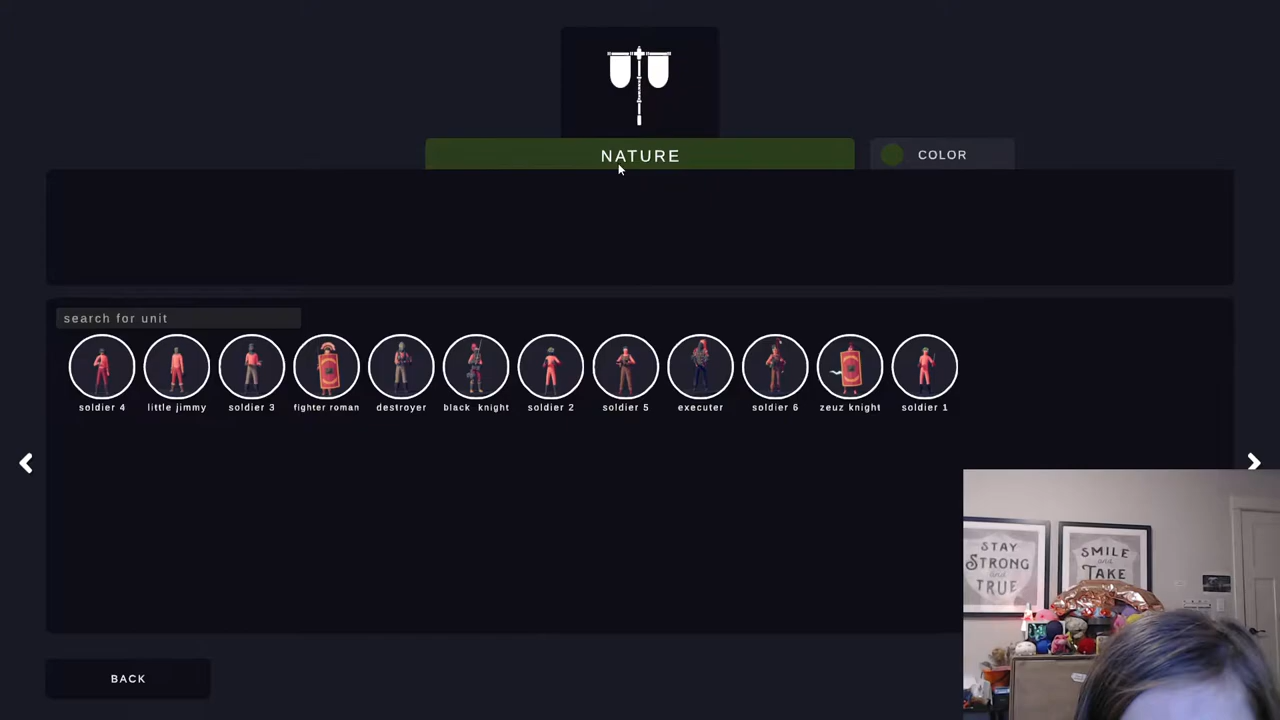 NATURE
COLOR
search for unit
soldier 4
little jimmy
soldier 3
fighter roman
destroyer
black knight
soldier 2
soldier 5
executer
soldier 6
zeuz knight
soldier 1
STAY
STRONG
and
TRUE
SMILE
and
TAKE
BACK